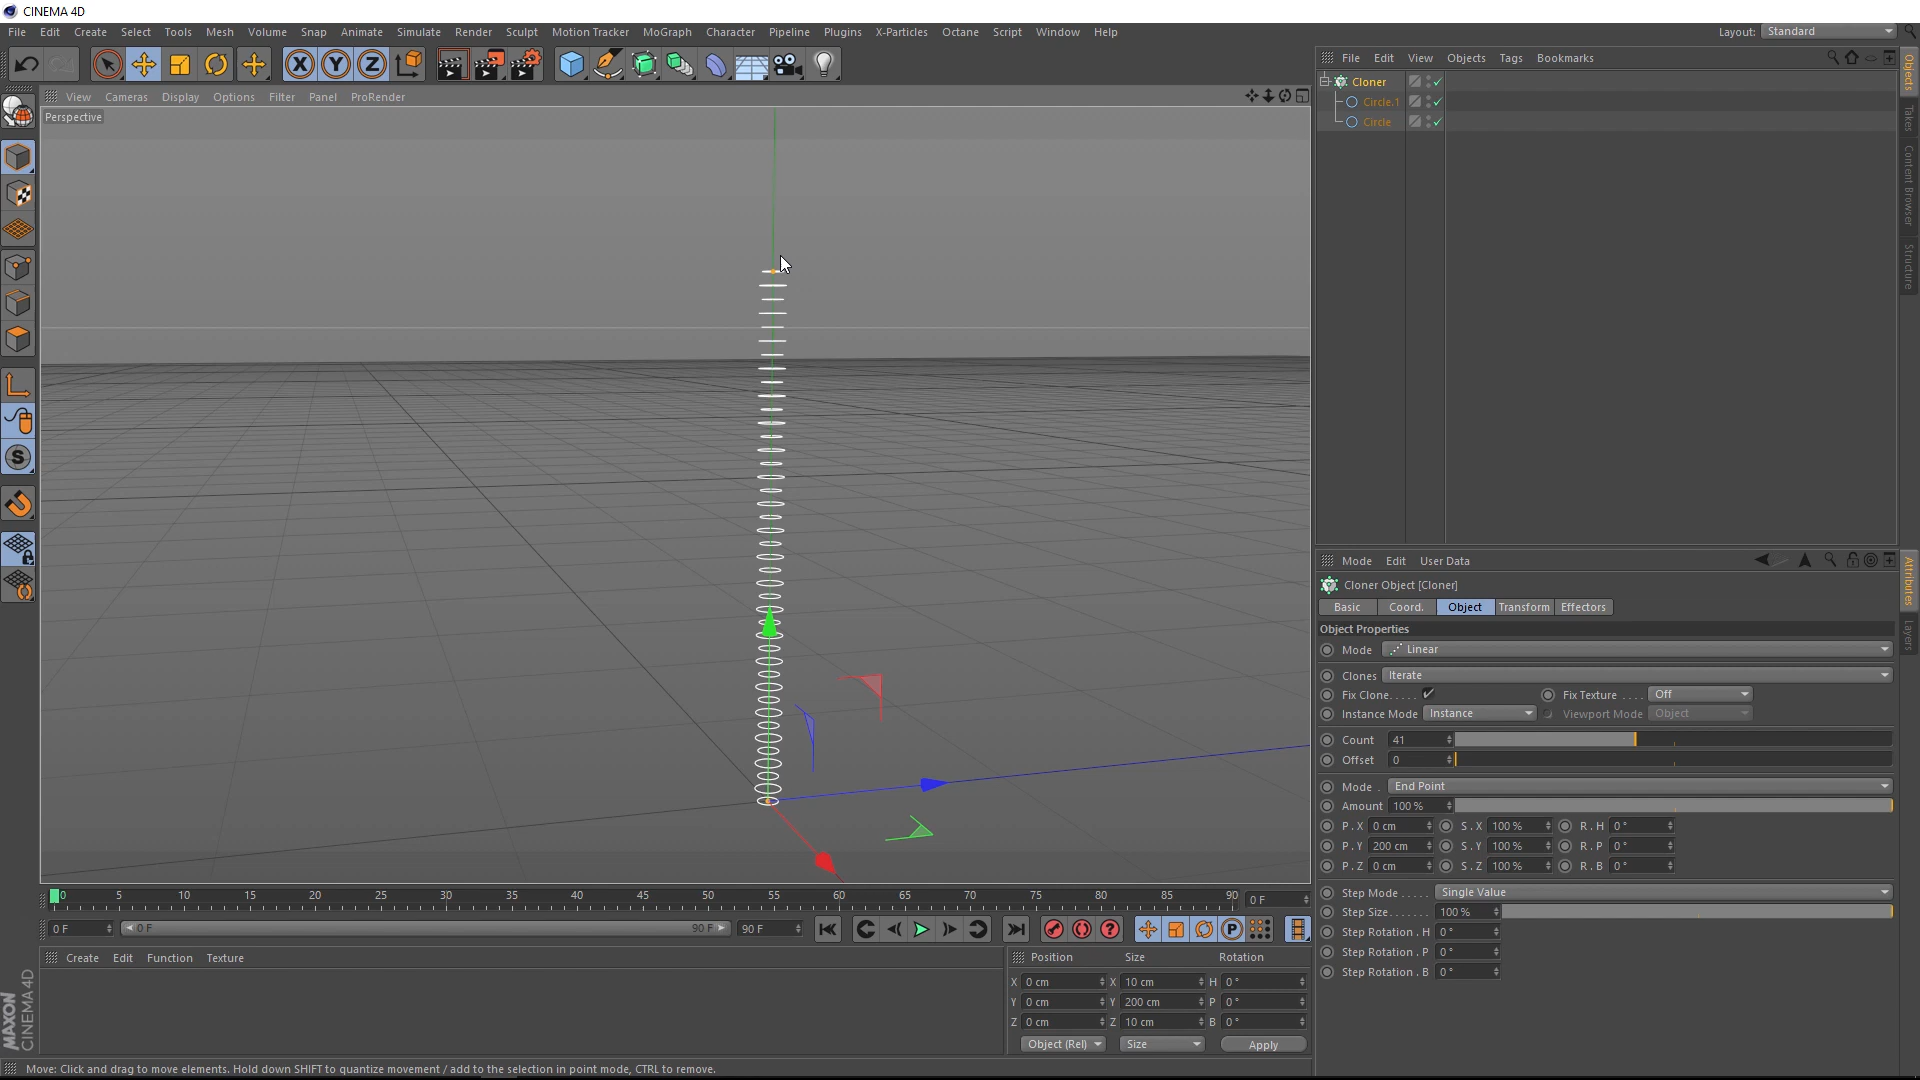 CINEMA 4D
File Edit Create Select Tools Mesh Volume Snap Animate Simulate Render Sculpt Motion Tracker MoGraph Character Pipeline Plugins X-Particles Octane Script Window Help Layout: Standard
X Y Z
File Edit View Objects Tags Bookmarks
Cloner
Circle.1
Circle
Objects
Takes
Content Browser
Structure
View Cameras Display Options Filter Panel ProRender
Perspective
S
Mode Edit User Data
Cloner Object [Cloner]
Basic Coord. Object Transform Effectors
Object Properties
Mode Linear
Clones Iterate
Fix Clone..... Fix Texture .... Off
Instance Mode Instance Viewport Mode Object
Count 41
Offset 0
Mode . End Point
Amount 100 %
P . X 0 cm S . X 100 % R . H 0 °
P . Y 200 cm S . Y 100 % R . P 0 °
P . Z 0 cm S . Z 100 % R . B 0 °
Step Mode ..... Single Value
Step Size....... 100 %
Step Rotation . H 0 °
Step Rotation . P 0 °
Step Rotation . B 0 °
Attributes
Layers
0 5 10 15 20 25 30 35 40 45 50 55 60 65 70 75 80 85 90 0 F
0 F 0 F 90 F 90 F P
Create Edit Function Texture
Position Size Rotation
X 0 cm X 10 cm H 0 °
Y 0 cm Y 200 cm P 0 °
Z 0 cm Z 10 cm B 0 °
Object (Rel) Size Apply
MAXON
CINEMA 4D
Move: Click and drag to move elements. Hold down SHIFT to quantize movement / add to the selection in point mode, CTRL to remove.